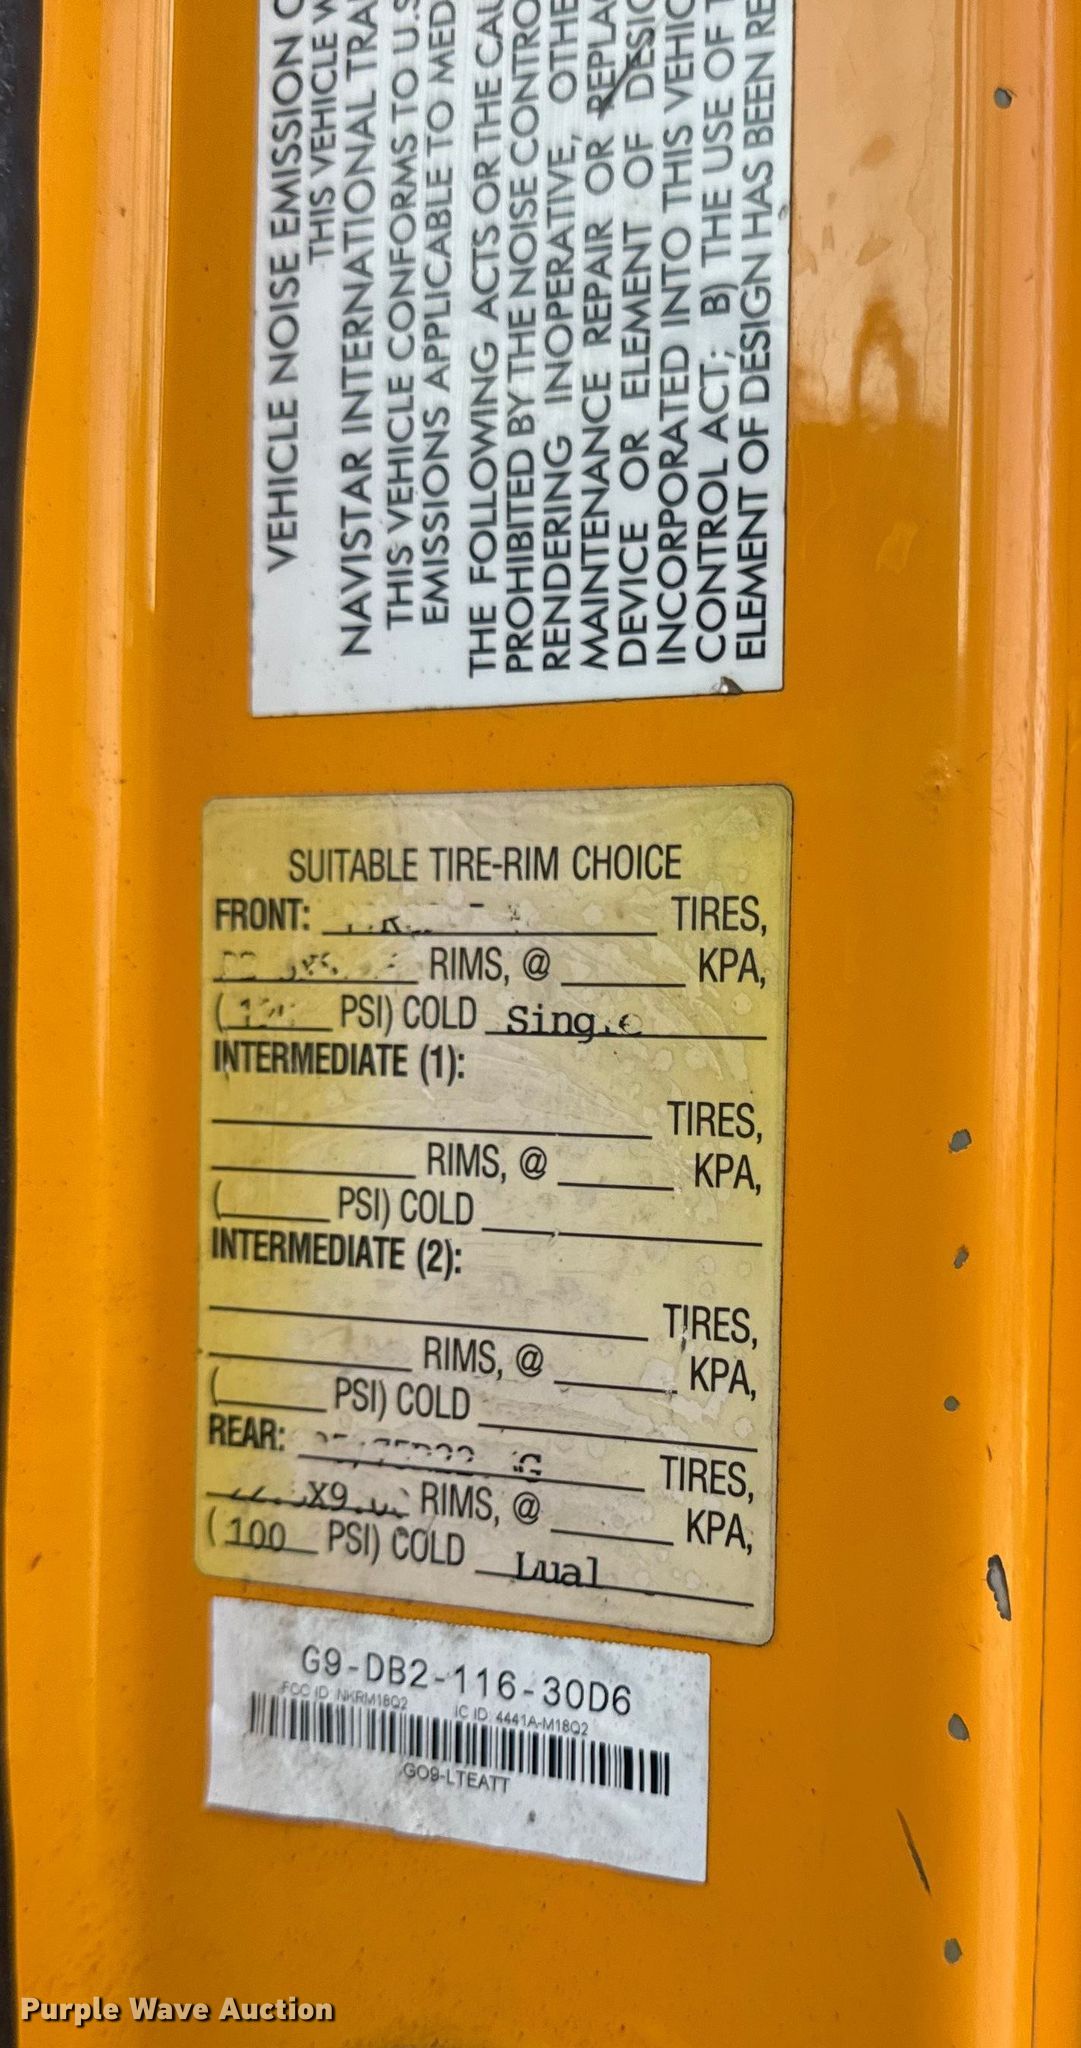 VEHICLE NOISE EMISSION
THIS VEHICLE
NAVISTAR INTERNATIONAL
THIS VEHICLE CONFORMS TO
EMISSIONS APPLICABLE TO
THE FOLLOWING ACTS OR THE
PROHIBITED BY THE NOISE
RENDERING INOPERATIVE,
MAINTENANCE REPAIR OR
DEVICE OR ELEMENT OF
INCORPORATED INTO THIS
CONTROL ACT; B) THE USE OF
ELEMENT OF DESIGN HAS BEEN
SUITABLE TIRE-RIM CHOICE
FRONT: TIRES,
RIMS, @ KPA,
( PSI) COLD Single
INTERMEDIATE (1):
TIRES,
RIMS, @ KPA,
( PSI) COLD
INTERMEDIATE (2):
TIRES,
RIMS, @ KPA,
( PSI) COLD
REAR: TIRES,
RIMS, @ KPA,
(100 PSI) COLD Dual
G9-DB2-116-30D6
FCC ID: NKRM18Q2 IC ID: 4441A-M18Q2
GO9-LTEATT
Purple Wave Auction